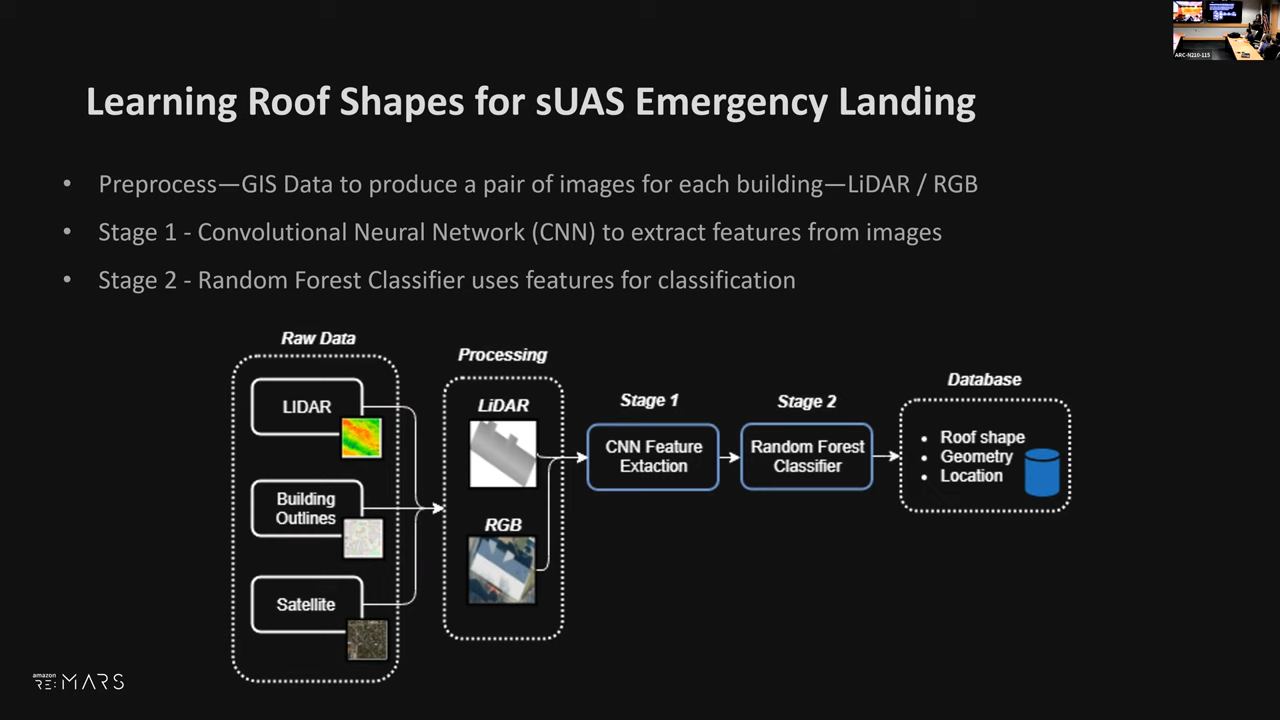 ARC-N210-115
Learning Roof Shapes for sUAS Emergency Landing
• Preprocess—GIS Data to produce a pair of images for each building—LiDAR / RGB
• Stage 1 - Convolutional Neural Network (CNN) to extract features from images
• Stage 2 - Random Forest Classifier uses features for classification
Raw Data
LIDAR
Building
Outlines
Satellite
Processing
LiDAR
RGB
Stage 1
CNN Feature
Extaction
Stage 2
Random Forest
Classifier
Database
• Roof shape
• Geometry
• Location
amazon
RE:MARS